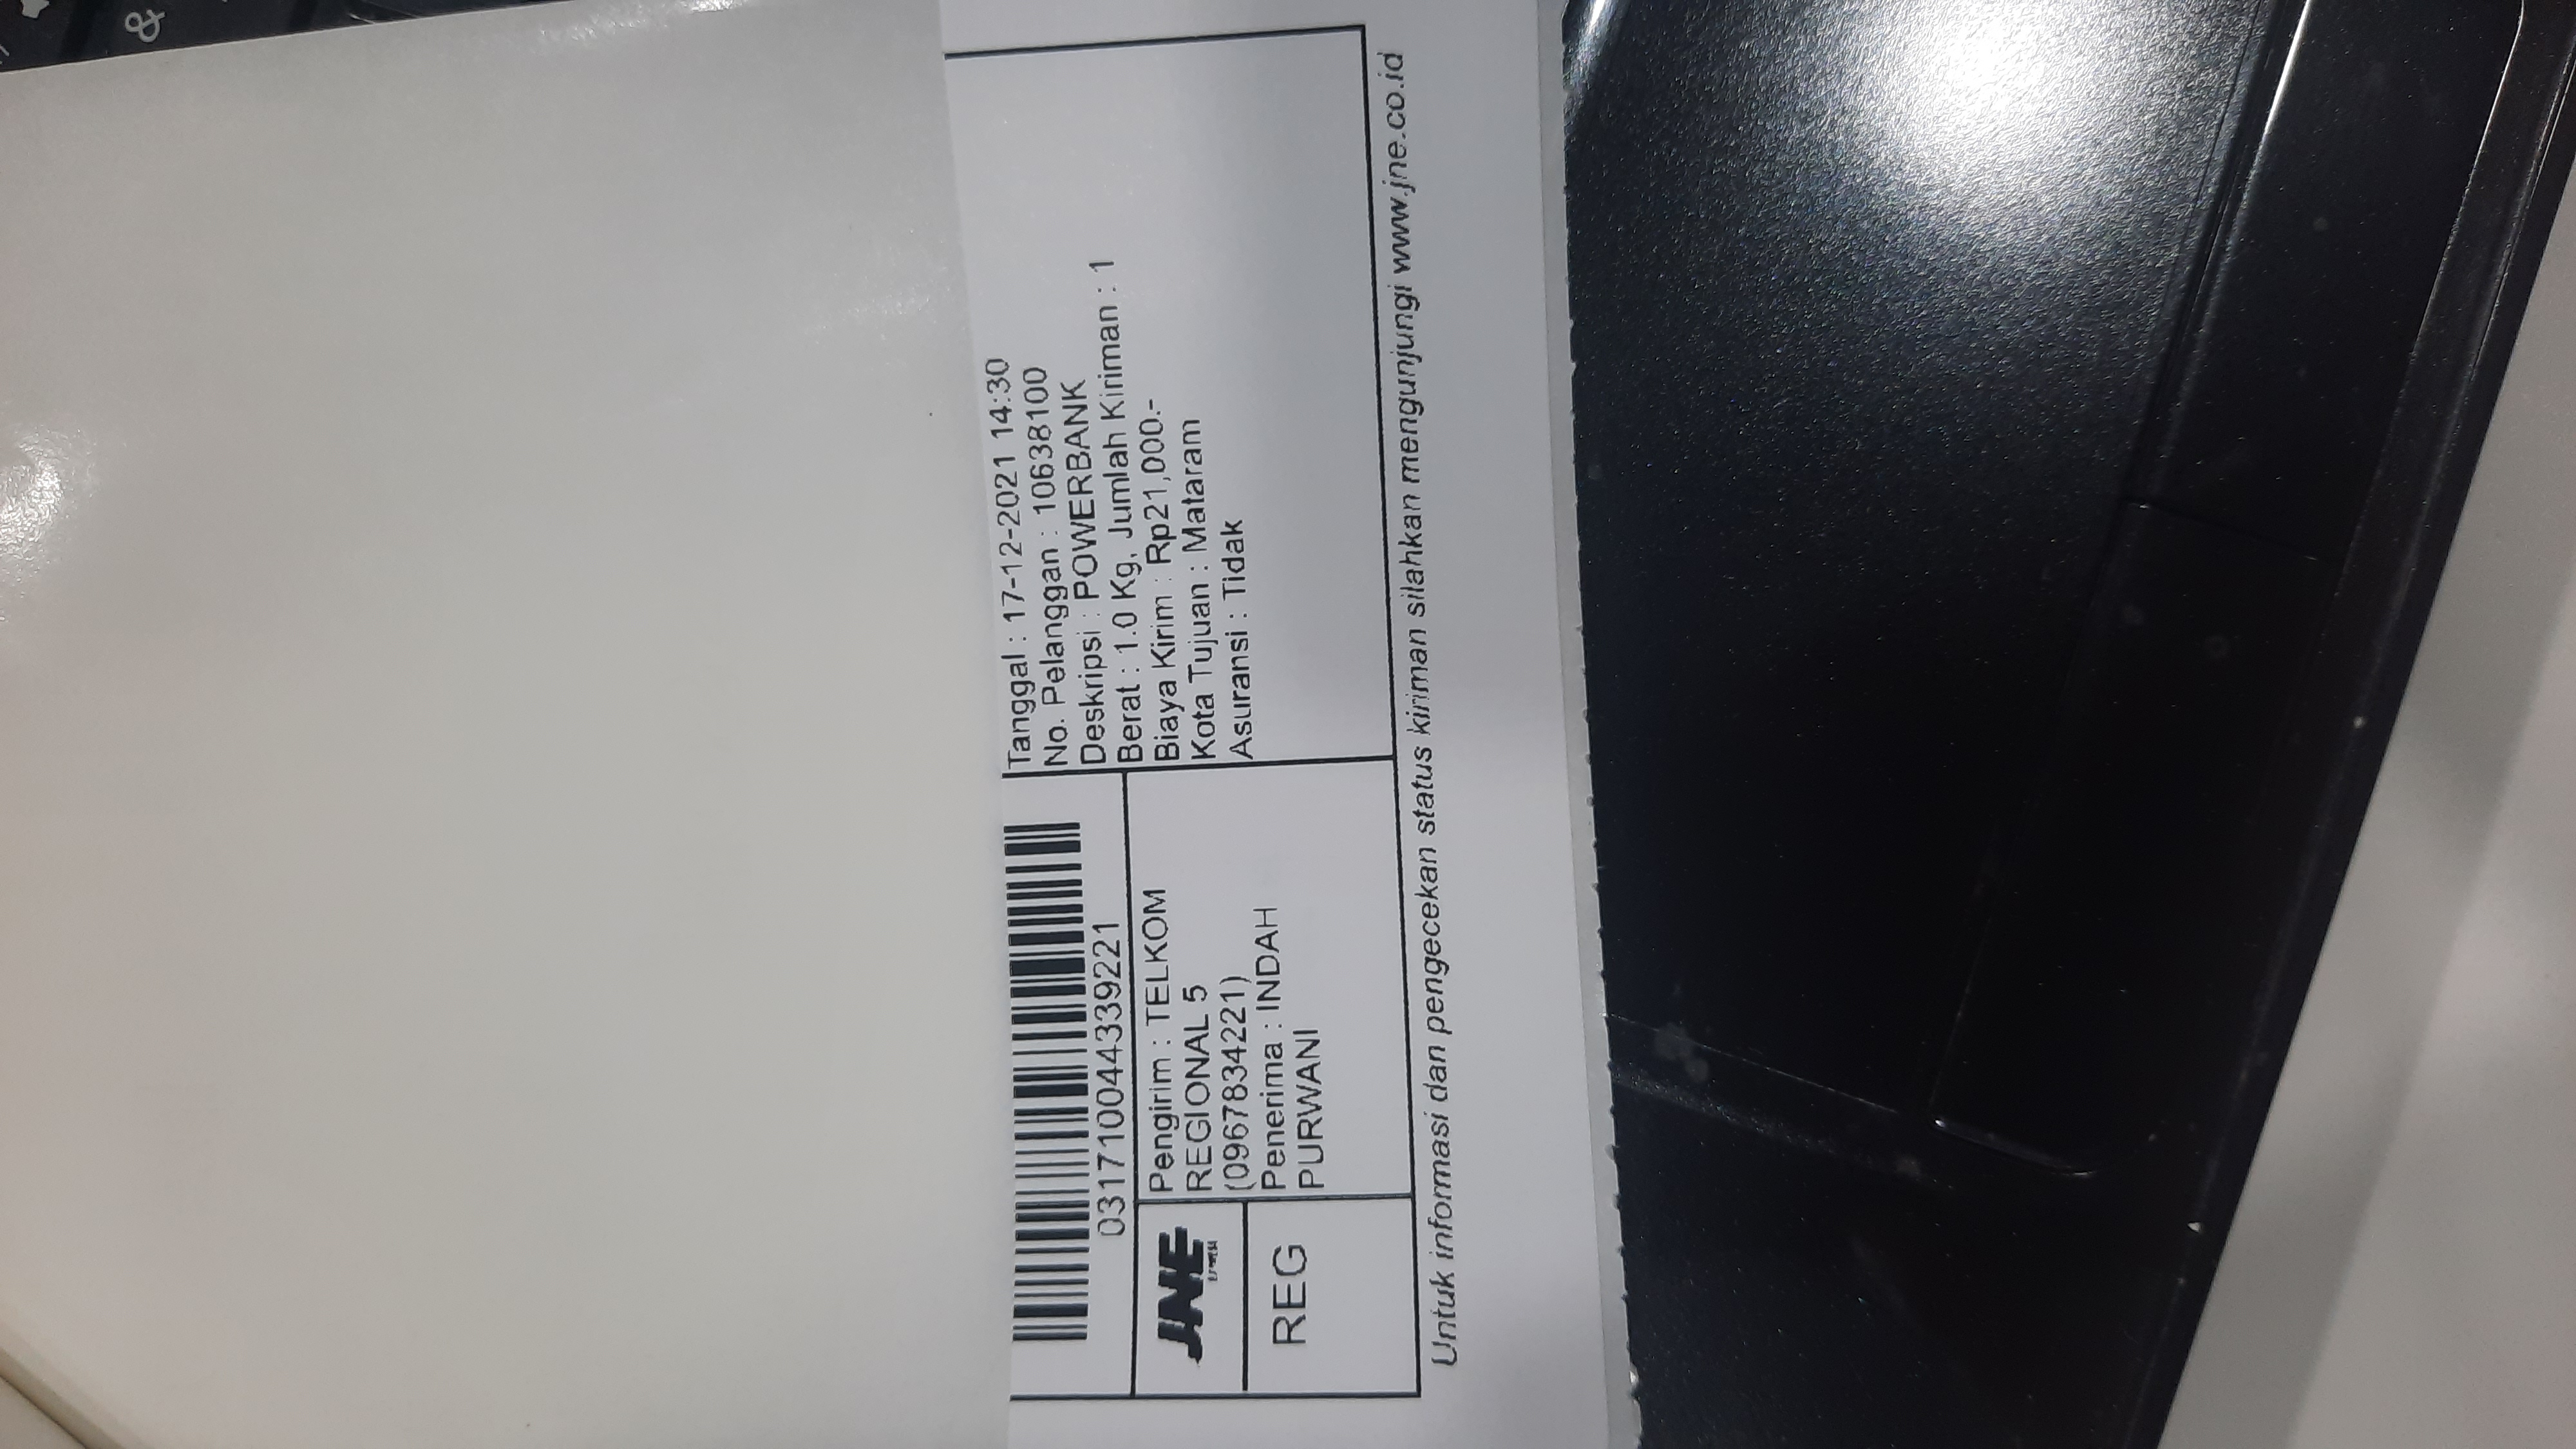 &
031710044339221
JNE
REG
Pengirim : TELKOM
REGIONAL 5
(0967834221)
Penerima : INDAH
PURWANI
Tanggal : 17-12-2021 14:30
No. Pelanggan : 10638100
Deskripsi : POWERBANK
Berat : 1.0 Kg, Jumlah Kiriman : 1
Biaya Kirim : Rp21,000.-
Kota Tujuan : Mataram
Asuransi : Tidak
Untuk informasi dan pengecekan status kiriman silahkan mengunjungi www.jne.co.id